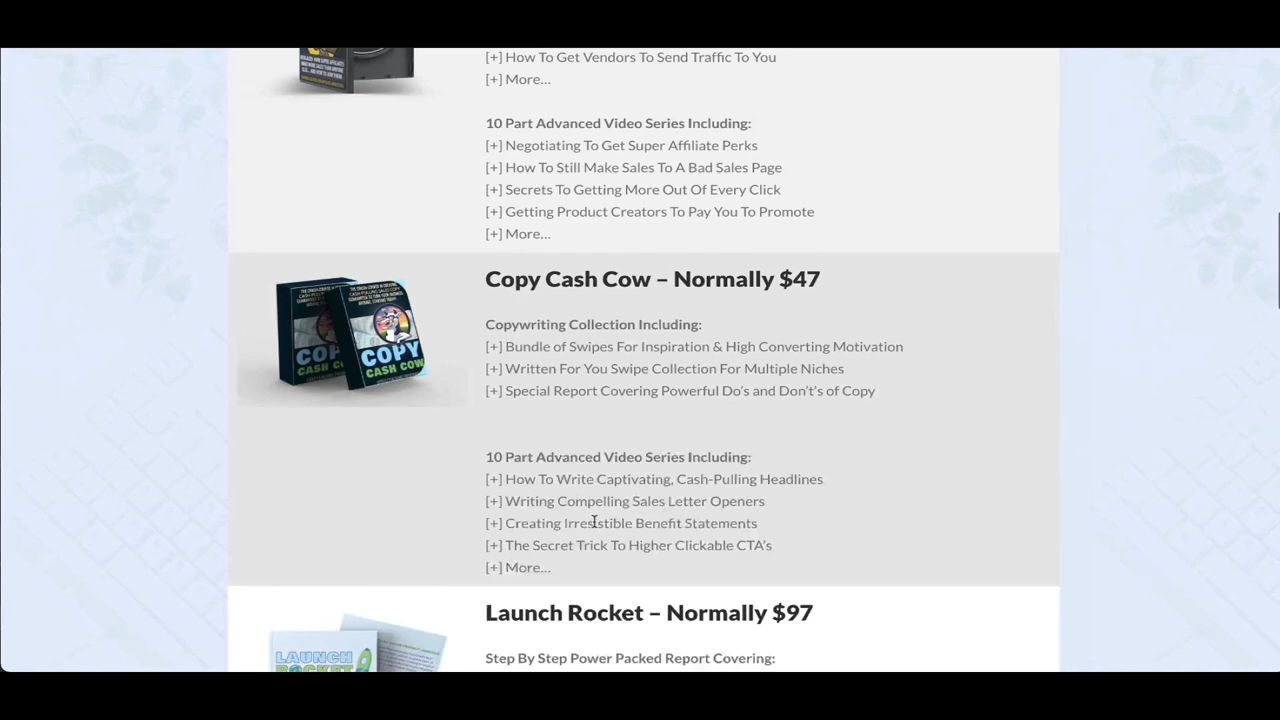 [+] How To Get Vendors To Send Traffic To You
[+] More...
10 Part Advanced Video Series Including:
[+] Negotiating To Get Super Affiliate Perks
[+] How To Still Make Sales To A Bad Sales Page
[+] Secrets To Getting More Out Of Every Click
[+] Getting Product Creators To Pay You To Promote
[+] More...
Copy Cash Cow – Normally $47
COPY
CASH COW
Copywriting Collection Including:
[+] Bundle of Swipes For Inspiration & High Converting Motivation
[+] Written For You Swipe Collection For Multiple Niches
[+] Special Report Covering Powerful Do's and Don't's of Copy
10 Part Advanced Video Series Including:
[+] How To Write Captivating, Cash-Pulling Headlines
[+] Writing Compelling Sales Letter Openers
[+] Creating Irresistible Benefit Statements
[+] The Secret Trick To Higher Clickable CTA's
[+] More...
Launch Rocket – Normally $97
LAUNCH
Step By Step Power Packed Report Covering: